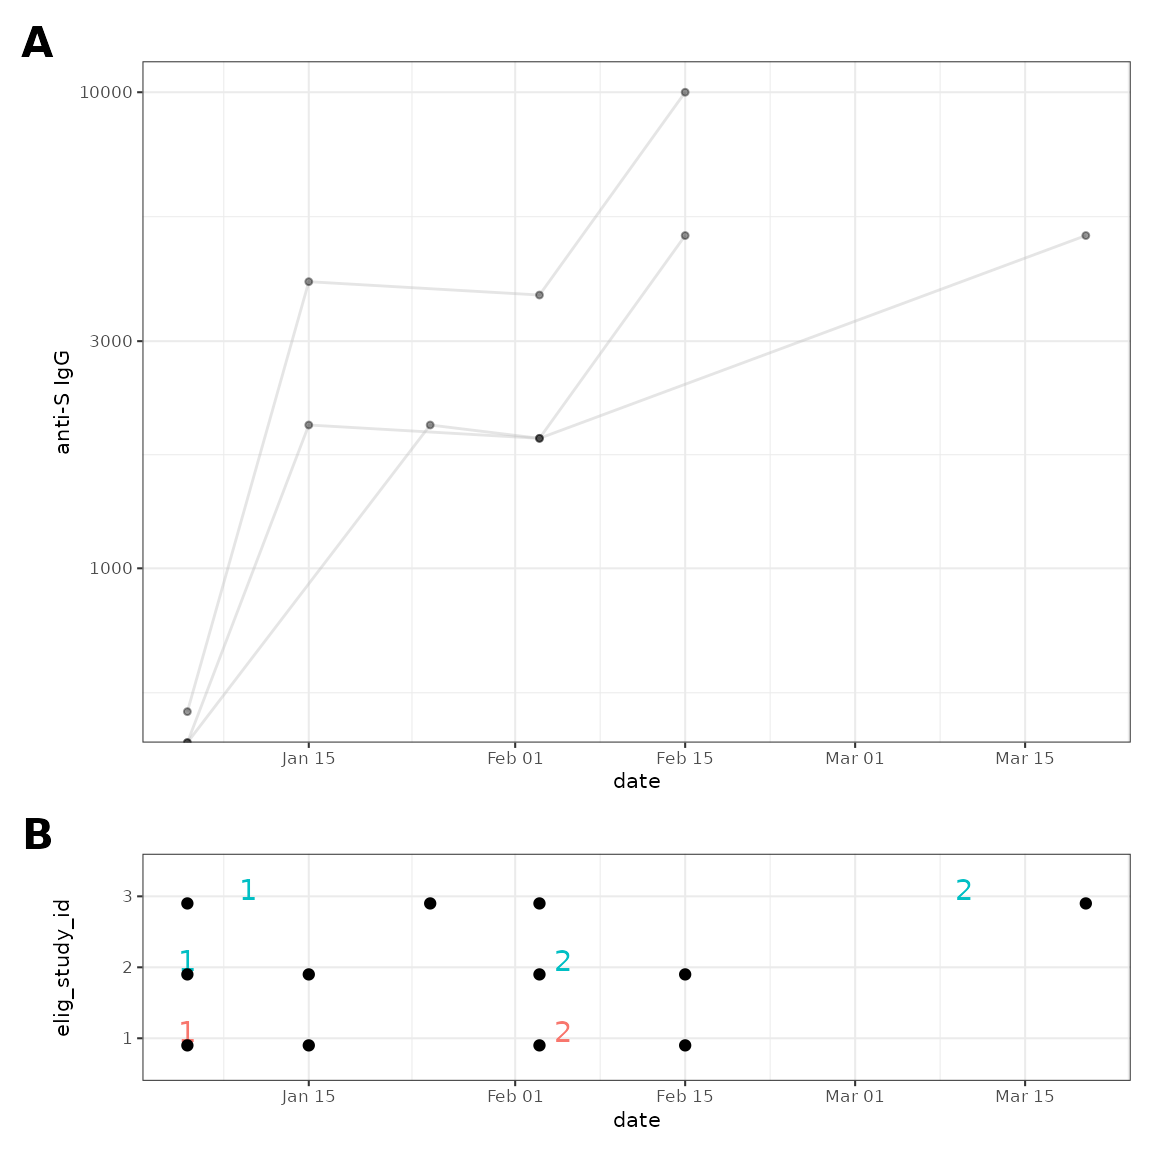 A
10000
3000
1000
anti-S IgG
Jan 15 Feb 01 Feb 15 Mar 01 Mar 15
date
B
3 1 2
2 1 2
1 1 2
elig_study_id
Jan 15 Feb 01 Feb 15 Mar 01 Mar 15
date